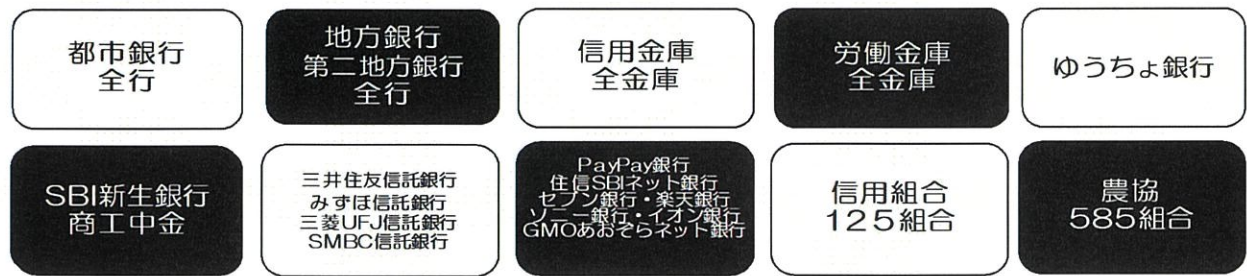 都市銀行
全行
地方銀行
第二地方銀行
全行
信用金庫
全金庫
労働金庫
全金庫
ゆうちょ銀行
SBI新生銀行
商工中金
三井住友信託銀行
みずほ信託銀行
三菱UFJ信託銀行
SMBC信託銀行
PayPay銀行
住信SBIネット銀行
セブン銀行・楽天銀行
ソニー銀行・イオン銀行
GMOあおぞらネット銀行
信用組合
125組合
農協
585組合